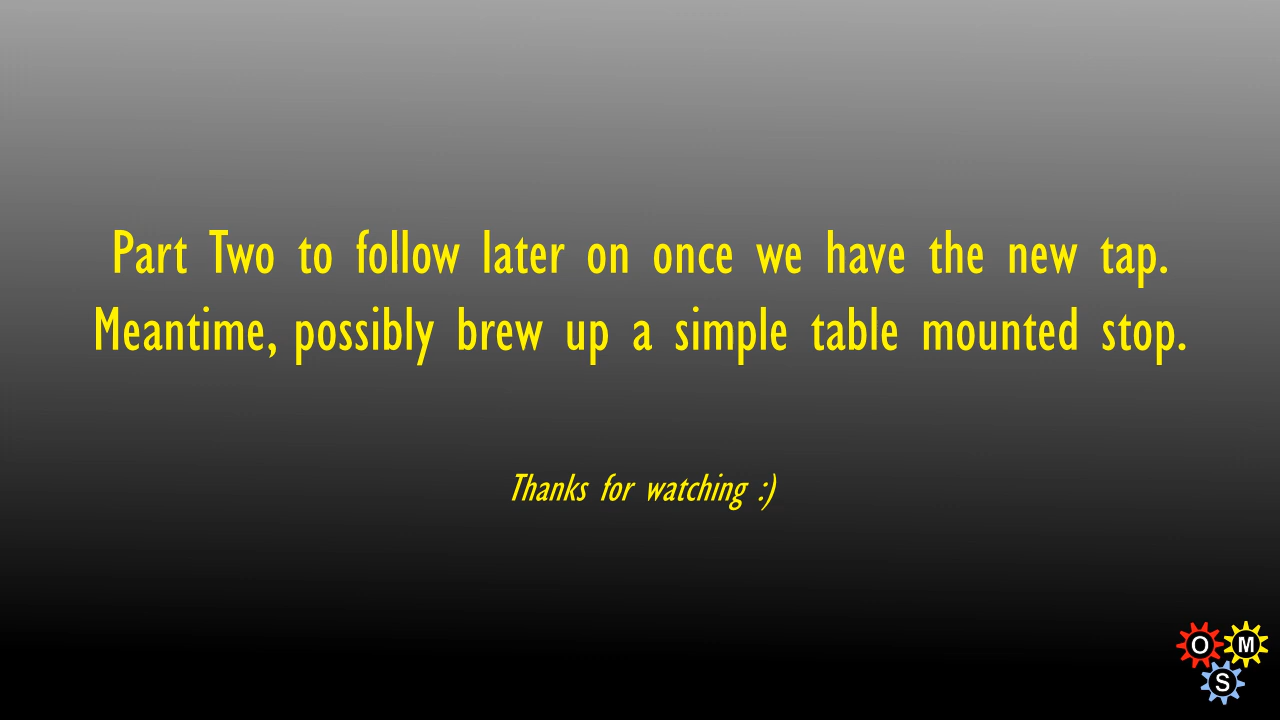 Part Two to follow later on once we have the new tap.
Meantime, possibly brew up a simple table mounted stop.
Thanks for watching :)
O M
S